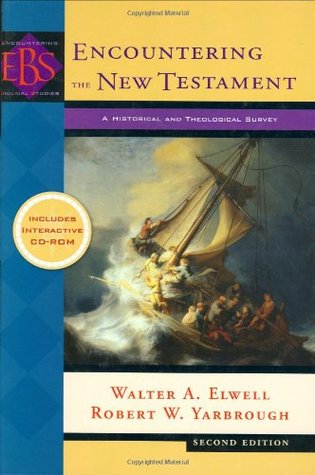 ENCOUNTERING
EBS
BIBLICAL STUDIES
ENCOUNTERING
THE NEW TESTAMENT
A HISTORICAL AND THEOLOGICAL SURVEY
INCLUDES
INTERACTIVE
CD-ROM
WALTER A. ELWELL
ROBERT W. YARBROUGH
SECOND EDITION